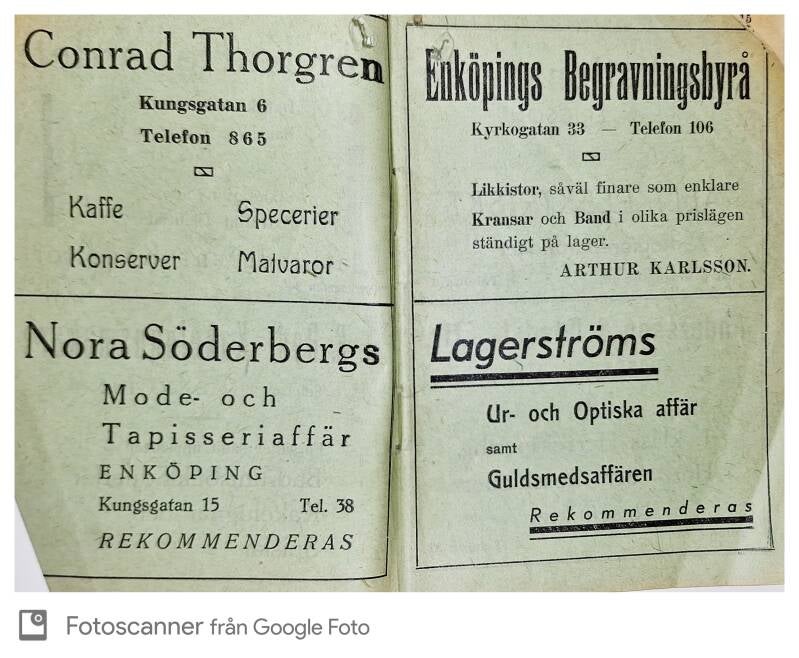 Conrad Thorgren
Kungsgatan 6
Telefon 865
Kaffe Specerier
Konserver Matvaror
Nora Söderbergs
Mode- och
Tapisseriaffär
ENKÖPING
Kungsgatan 15 Tel. 38
REKOMMENDERAS
15
Enköpings Begravningsbyrå
Kyrkogatan 33 — Telefon 106
Likkistor, såväl finare som enklare
Kransar och Band i olika prislägen
ständigt på lager.
ARTHUR KARLSSON.
Lagerströms
Ur- och Optiska affär
samt
Guldsmedsaffären
Rekommenderas
Fotoscanner från Google Foto